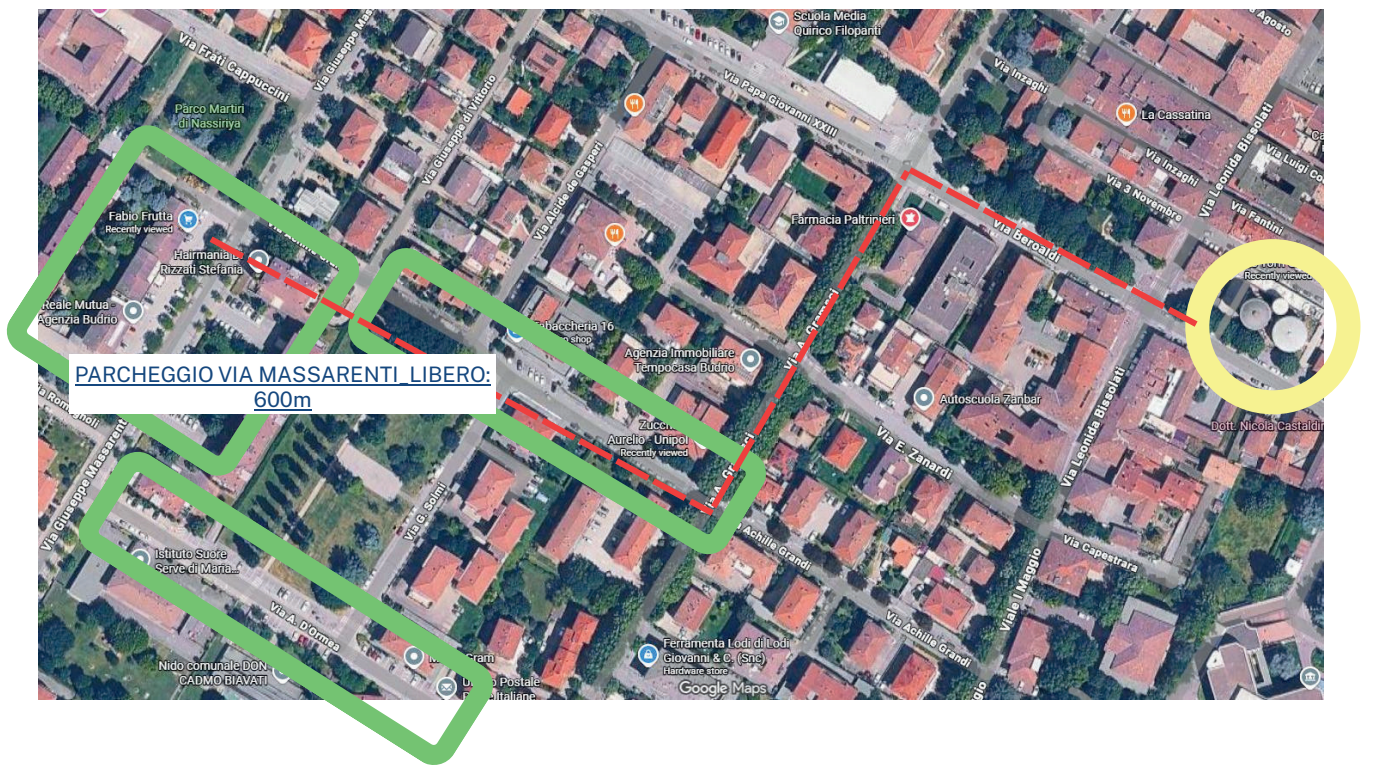 Scuola Media
Quirico Filopanti
Via Frati Cappuccini
Via Giuseppe
Via Giuseppe di Vittorio
Parco Martiri
di Nassiriya
Via Papa Giovanni XXIII
Via Inzaghi
La Cassatina
Via Leonida Bissolati
Via Inzaghi
Via Luigi
Via 3 Novembre
Via Fantini
Via Alcide de Gasperi
Fabio Frutta
Recently viewed
Farmacia Paltrinieri
Via Beroaldi
Hairmania
Rizzati Stefania
Recently viewed
Reale Mutua -
Agenzia Budrio
Tabaccheria 16
shop
Via A. Gramsci
Agenzia Immobiliare
Tempocasa Budrio
PARCHEGGIO VIA MASSARENTI_LIBERO:
600m
Autoscuola Zanbar
Via Leonida Bissolati
Dott. Nicola Castaldin
Aurelio - Unipol
Recently viewed
Via E. Zanardi
Via Giuseppe Massarenti
Via G. Solmi
Achille Grandi
Via Capestrara
Istituto Suore
Serve di Maria...
Viale I Maggio
Via A. D'Ormea
Via Achille Grandi
Nido comunale DON
CADMO BIAVATI
Ferramenta Lodi di Lodi
Giovanni & C. (Snc)
Hardware store
Postale
Italiane
Google Maps